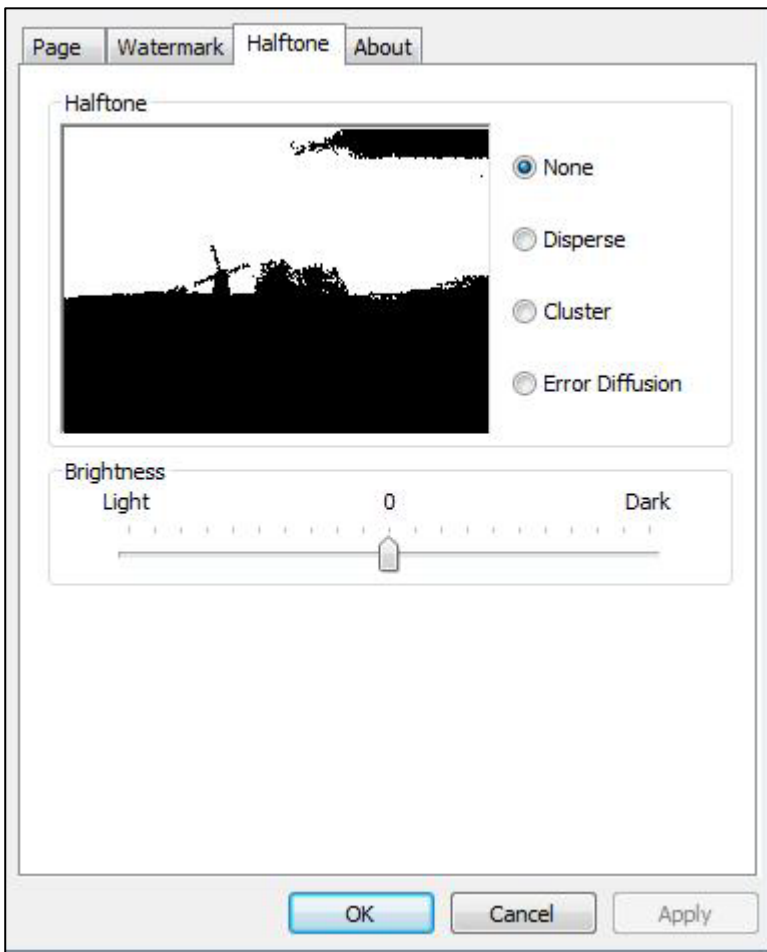 Page Watermark Halftone About
Halftone
None
Disperse
Cluster
Error Diffusion
Brightness
Light 0 Dark
OK Cancel Apply